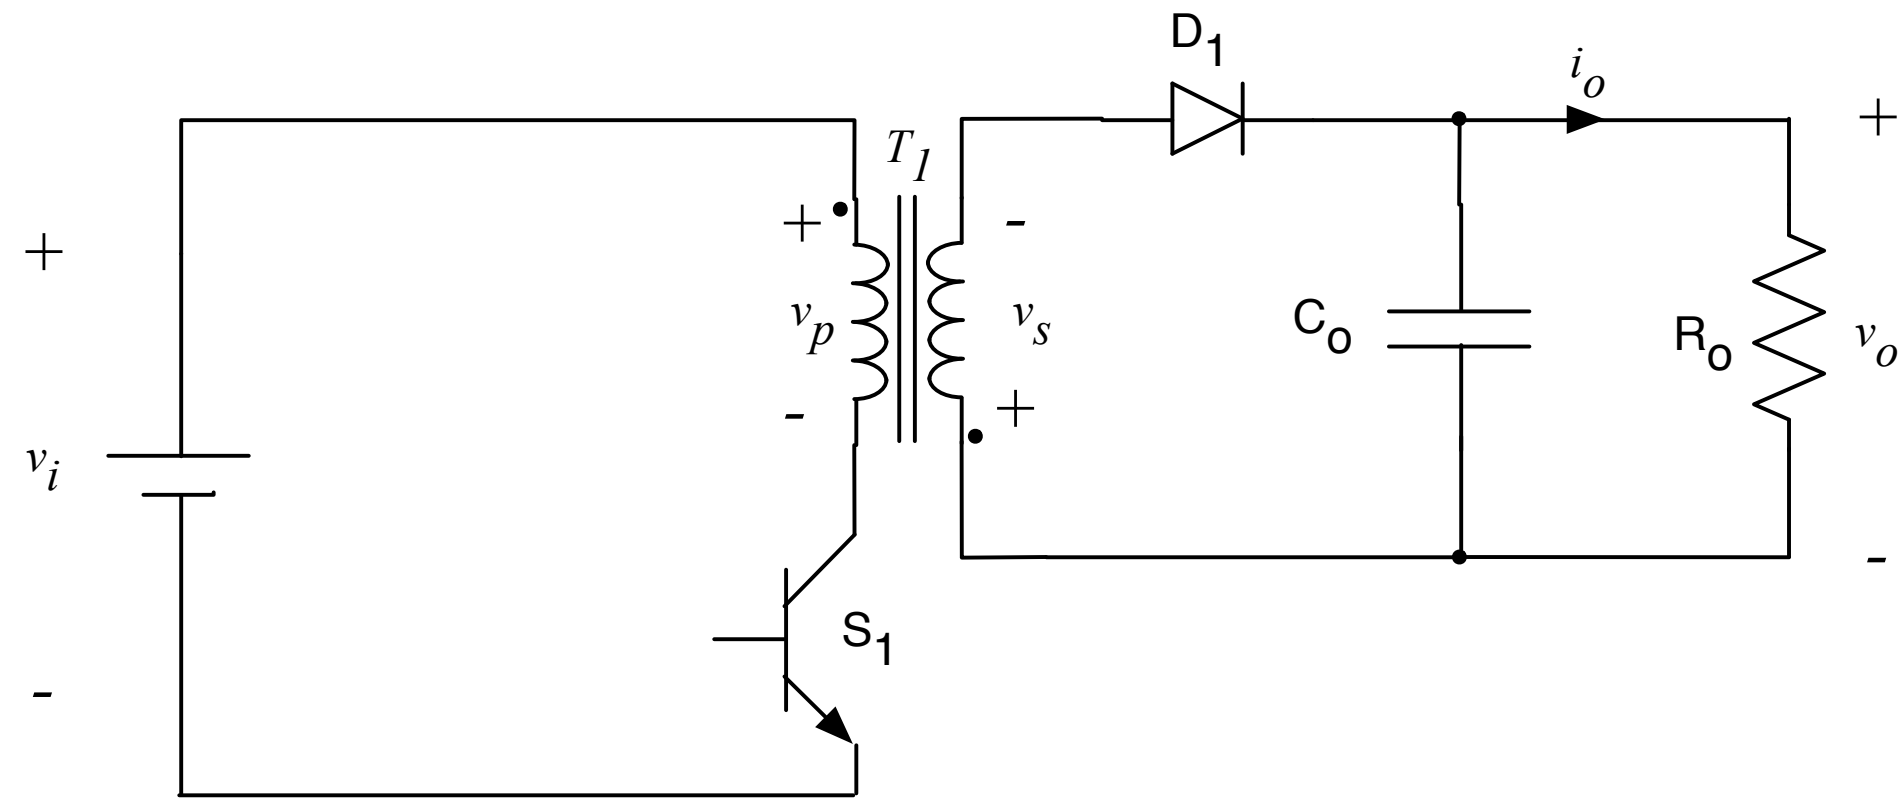 D1
io
+
T1
+
-
+
vi
-
vp
-
vs
+
Co
Ro
vo
S1
-
-